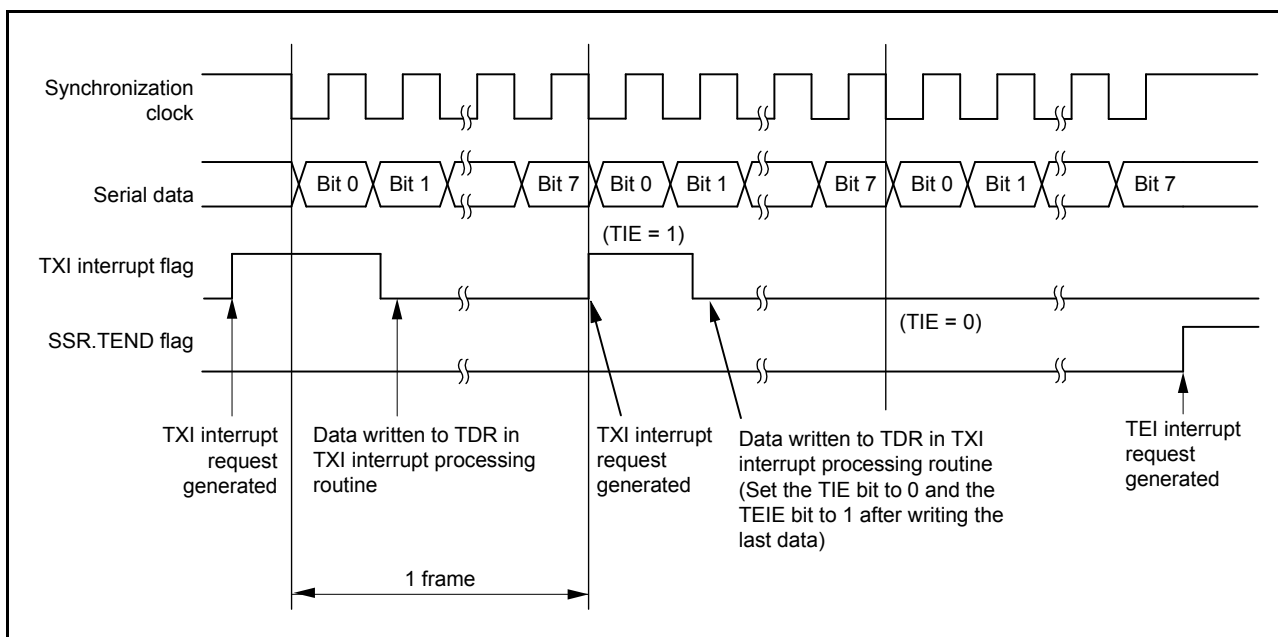 Synchronization
clock
Serial data
Bit 0 Bit 1 Bit 7 Bit 0 Bit 1 Bit 7 Bit 0 Bit 1 Bit 7
(TIE = 1)
TXI interrupt flag
(TIE = 0)
SSR.TEND flag
TXI interrupt
request
generated
Data written to TDR in
TXI interrupt processing
routine
TXI interrupt
request
generated
Data written to TDR in TXI
interrupt processing routine
(Set the TIE bit to 0 and the
TEIE bit to 1 after writing the
last data)
TEI interrupt
request
generated
1 frame